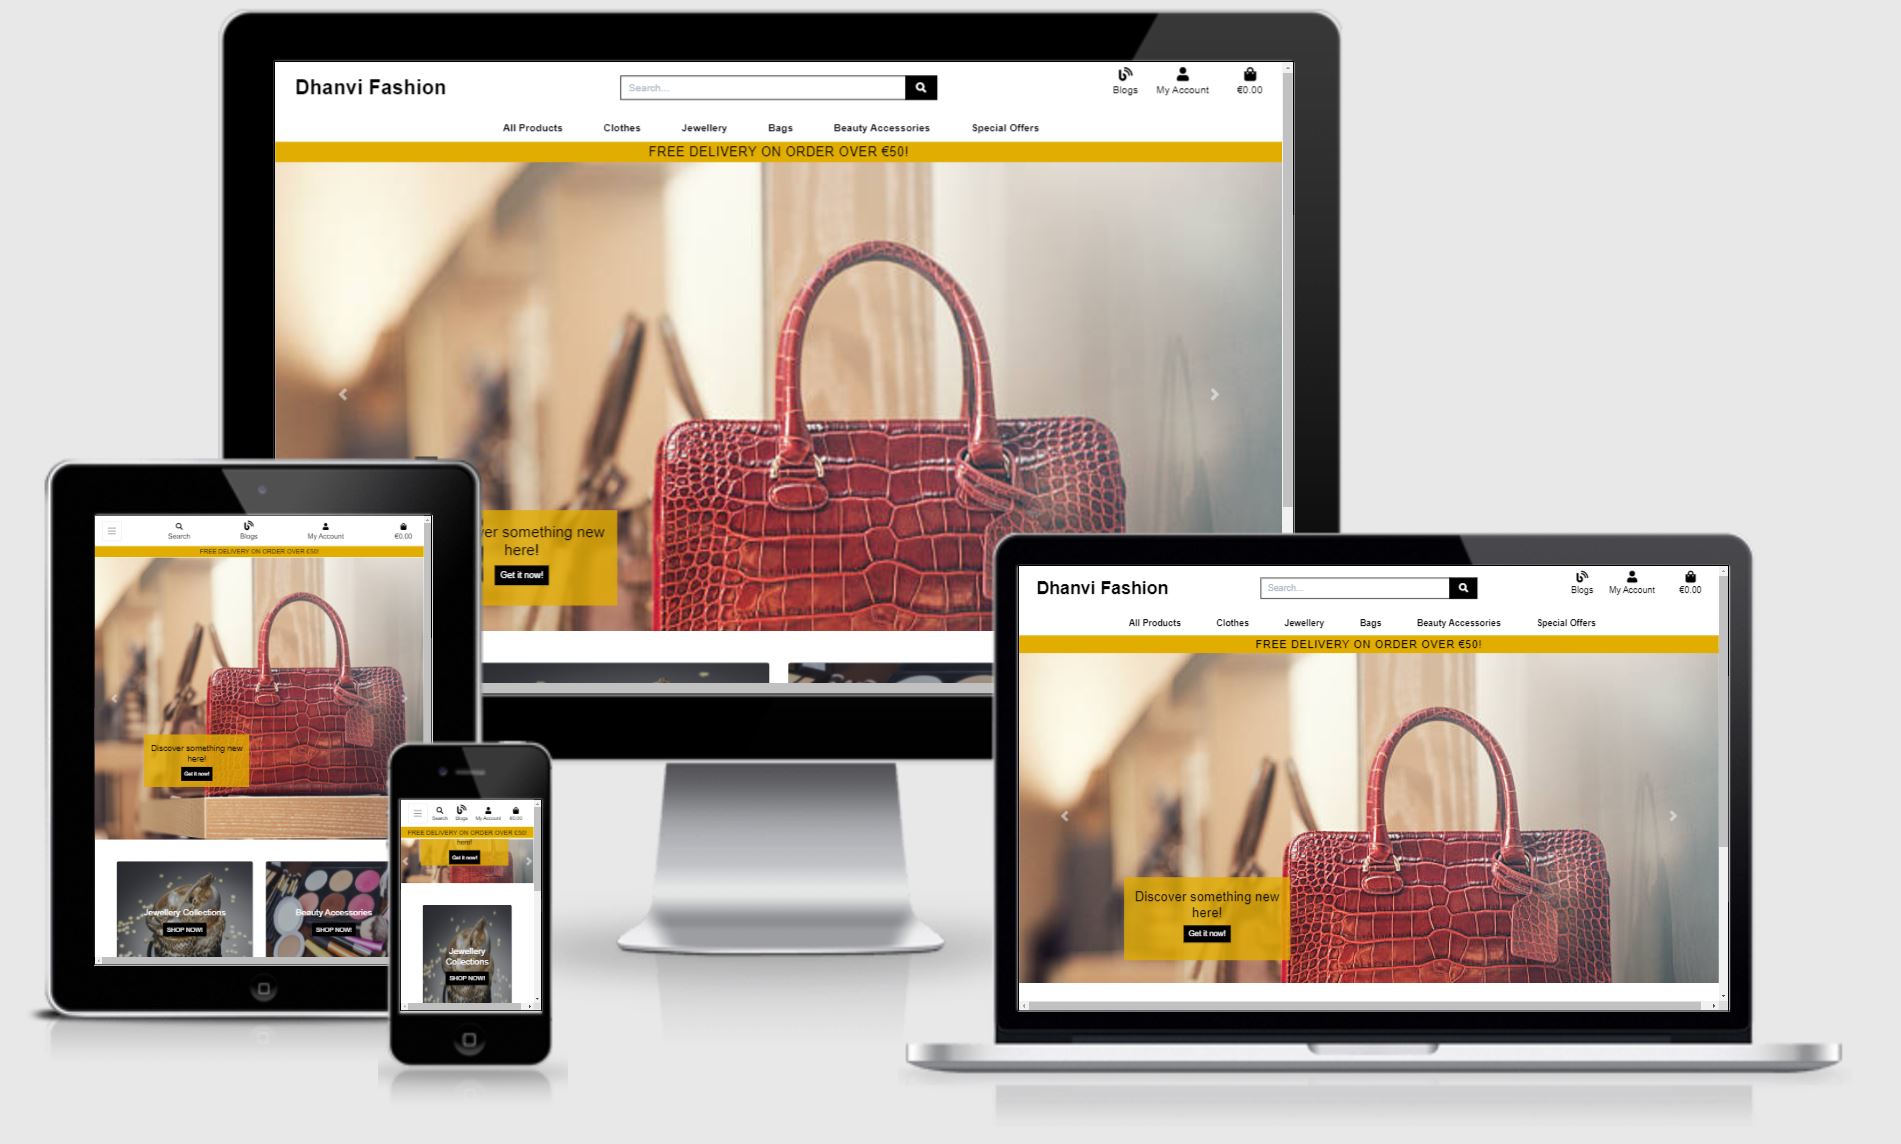 Dhanvi Fashion
Search...
Blogs
My Account
€0.00
All Products
Clothes
Jewellery
Bags
Beauty Accessories
Special Offers
FREE DELIVERY ON ORDER OVER €50!
ver something new
here!
Get it now!
Search
Blogs
My Account
€0.00
FREE DELIVERY ON ORDER OVER €50!
Discover something new
here!
Get it now!
Jewellery Collections
SHOP NOW!
Beauty Accessories
SHOP NOW!
Search
Blogs
My Account
€0.00
FREE DELIVERY ON ORDER OVER €50!
here!
Get it now!
Jewellery
Collections
SHOP NOW!
Dhanvi Fashion
Search...
Blogs
My Account
€0.00
All Products
Clothes
Jewellery
Bags
Beauty Accessories
Special Offers
FREE DELIVERY ON ORDER OVER €50!
Discover something new
here!
Get it now!